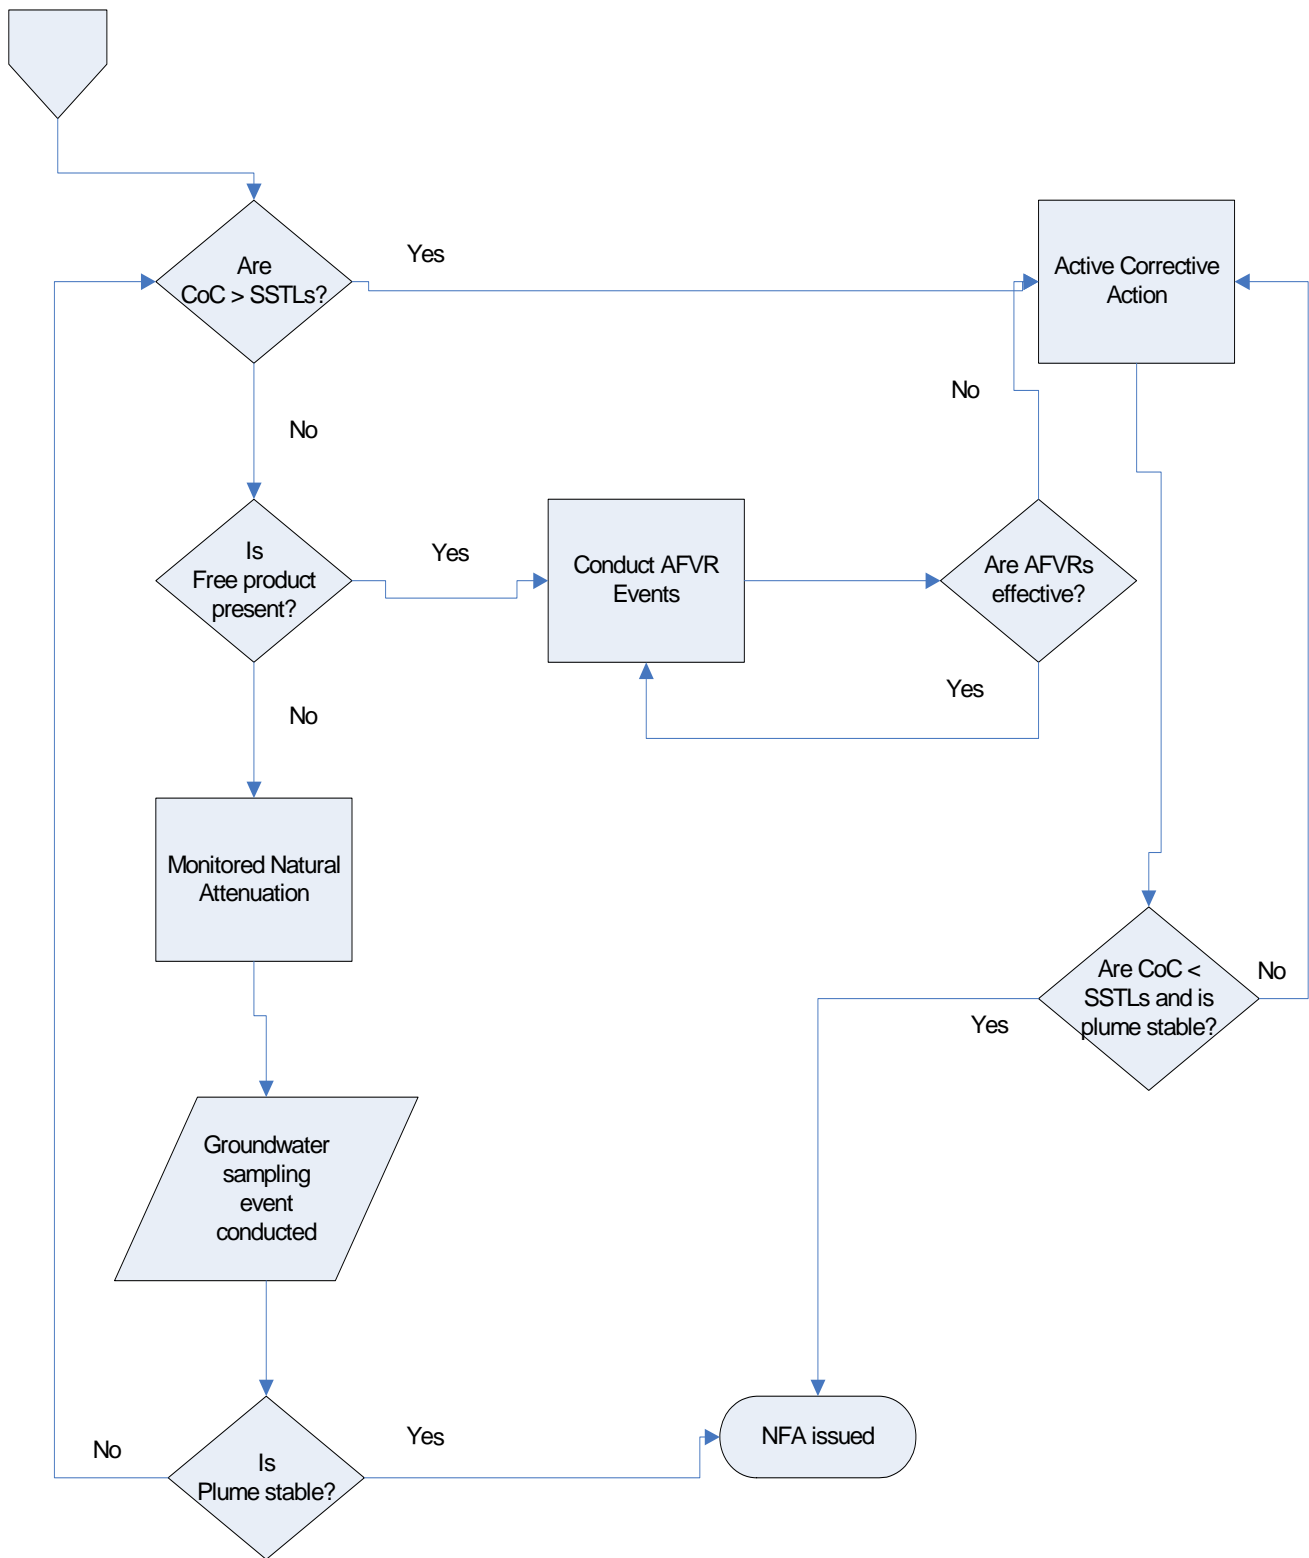 Are
CoC > SSTLs?
Yes
Active Corrective
Action
No
No
Is
Free product
present?
Yes
Conduct AFVR
Events
Are AFVRs
effective?
Yes
No
Monitored Natural
Attenuation
Are CoC <
SSTLs and is
plume stable?
No
Yes
Groundwater
sampling
event
conducted
No
Is
Plume stable?
Yes
NFA issued